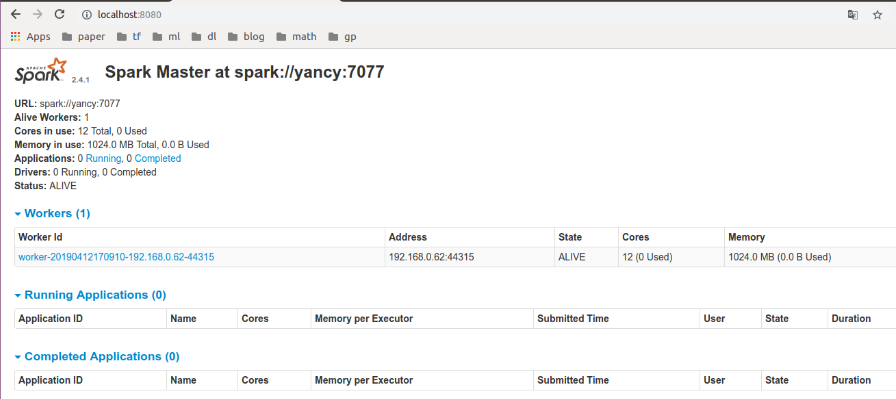 localhost:8080
Apps paper tf ml dl blog math gp
APACHE Spark 2.4.1 Spark Master at spark://yancy:7077
URL: spark://yancy:7077
Alive Workers: 1
Cores in use: 12 Total, 0 Used
Memory in use: 1024.0 MB Total, 0.0 B Used
Applications: 0 Running, 0 Completed
Drivers: 0 Running, 0 Completed
Status: ALIVE
Workers (1)
Worker Id Address State Cores Memory
worker-20190412170910-192.168.0.62-44315 192.168.0.62:44315 ALIVE 12 (0 Used) 1024.0 MB (0.0 B Used)
Running Applications (0)
Application ID Name Cores Memory per Executor Submitted Time User State Duration
Completed Applications (0)
Application ID Name Cores Memory per Executor Submitted Time User State Duration